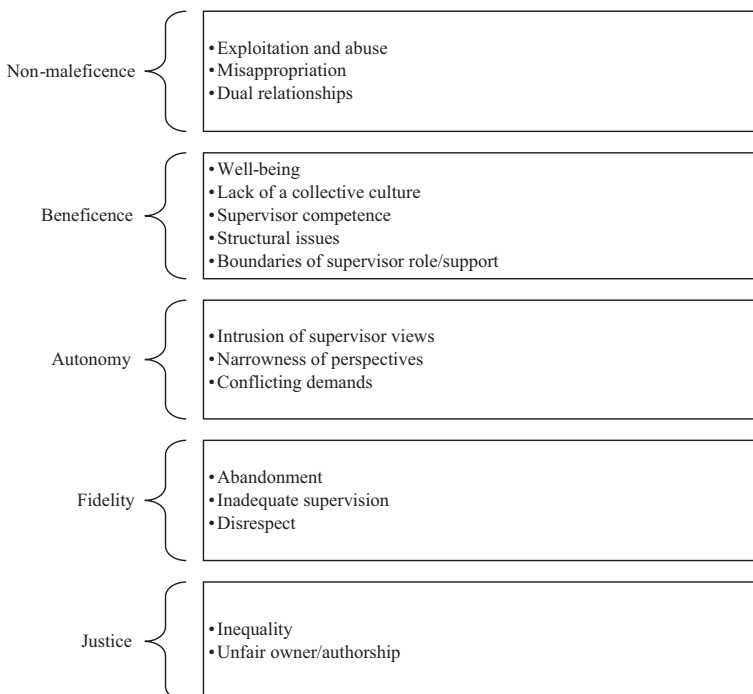 Non-maleficence
•Exploitation and abuse
•Misappropriation
•Dual relationships
Beneficence
•Well-being
•Lack of a collective culture
•Supervisor competence
•Structural issues
•Boundaries of supervisor role/support
Autonomy
•Intrusion of supervisor views
•Narrowness of perspectives
•Conflicting demands
Fidelity
•Abandonment
•Inadequate supervision
•Disrespect
Justice
•Inequality
•Unfair owner/authorship